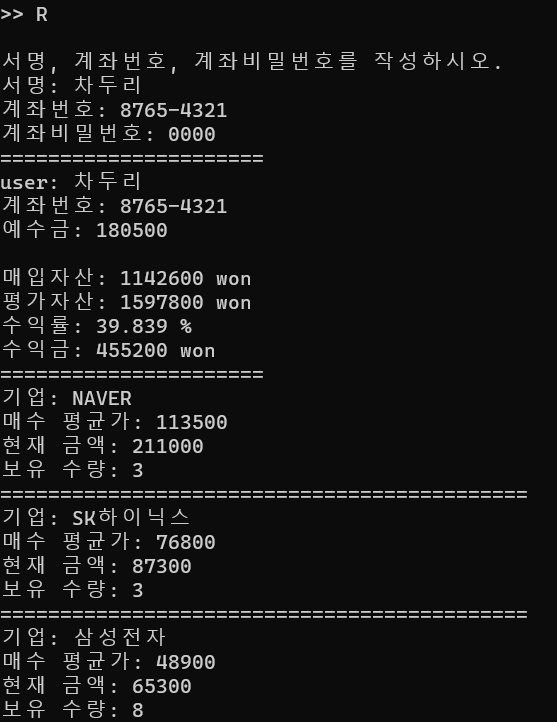 >> R
서명, 계좌번호, 계좌비밀번호를 작성하시오.
서명: 차두리
계좌번호: 8765-4321
계좌비밀번호: 0000
======================
user: 차두리
계좌번호: 8765-4321
예수금: 180500
매입자산: 1142600 won
평가자산: 1597800 won
수익률: 39.839 %
수익금: 455200 won
======================
기업: NAVER
매수 평균가: 113500
현재 금액: 211000
보유 수량: 3
============================================
기업: SK하이닉스
매수 평균가: 76800
현재 금액: 87300
보유 수량: 3
============================================
기업: 삼성전자
매수 평균가: 48900
현재 금액: 65300
보유 수량: 8